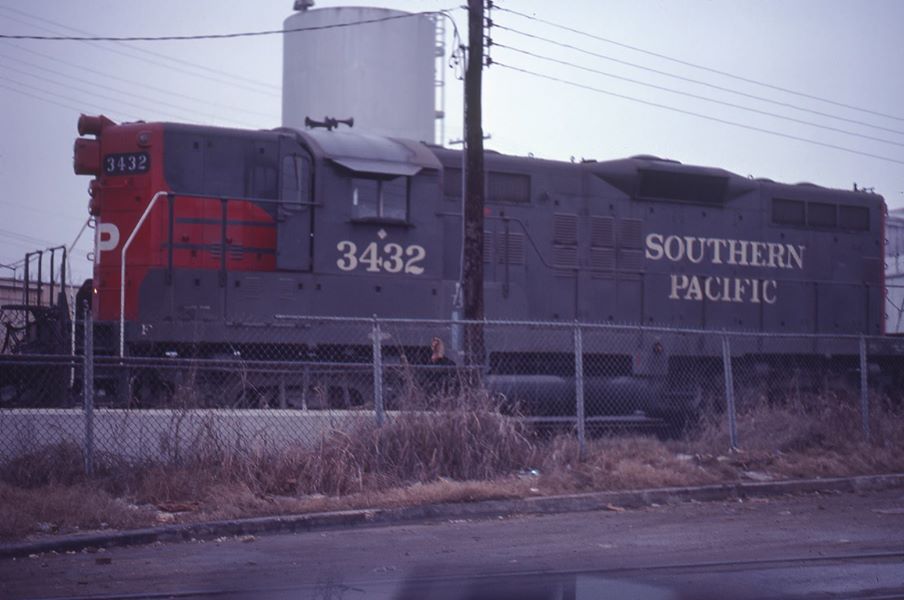 3432
P
3432
SOUTHERN
PACIFIC
F